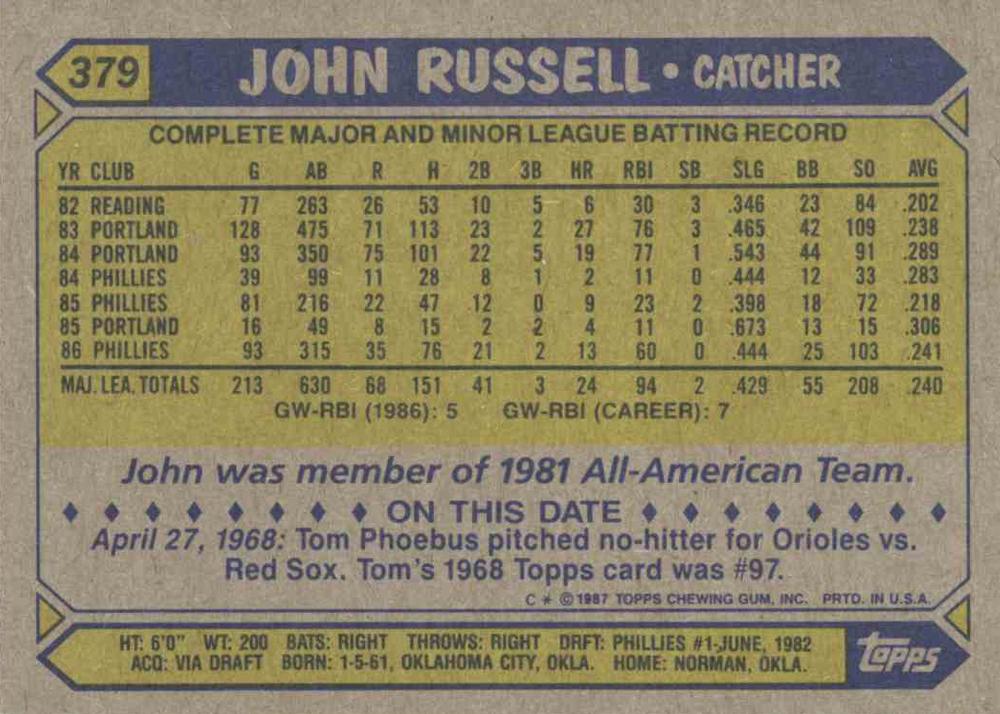 379 JOHN RUSSELL • CATCHER
COMPLETE MAJOR AND MINOR LEAGUE BATTING RECORD
YR CLUB G AB R H 2B 3B HR RBI SB SLG BB SO AVG
82 READING 77 263 26 53 10 5 6 30 3 .346 23 84 .202
83 PORTLAND 128 475 71 113 23 2 27 76 3 .465 42 109 .238
84 PORTLAND 93 350 75 101 22 5 19 77 1 .543 44 91 .289
84 PHILLIES 39 99 11 28 8 1 2 11 0 .444 12 33 .283
85 PHILLIES 81 216 22 47 12 0 9 23 2 .398 18 72 .218
85 PORTLAND 16 49 8 15 2 2 4 11 0 .673 13 15 .306
86 PHILLIES 93 315 35 76 21 2 13 60 0 .444 25 103 .241
MAJ. LEA. TOTALS 213 630 68 151 41 3 24 94 2 .429 55 208 .240
GW-RBI (1986): 5 GW-RBI (CAREER): 7
John was member of 1981 All-American Team.
♦ ♦ ♦ ♦ ♦ ♦ ♦ ♦ ON THIS DATE ♦ ♦ ♦ ♦ ♦ ♦ ♦ ♦
April 27, 1968: Tom Phoebus pitched no-hitter for Orioles vs.
Red Sox. Tom's 1968 Topps card was #97.
C * © 1987 TOPPS CHEWING GUM, INC. PRTD. IN U.S.A.
HT: 6'0" WT: 200 BATS: RIGHT THROWS: RIGHT DRFT: PHILLIES #1-JUNE, 1982
ACQ: VIA DRAFT BORN: 1-5-61, OKLAHOMA CITY, OKLA. HOME: NORMAN, OKLA.
Topps